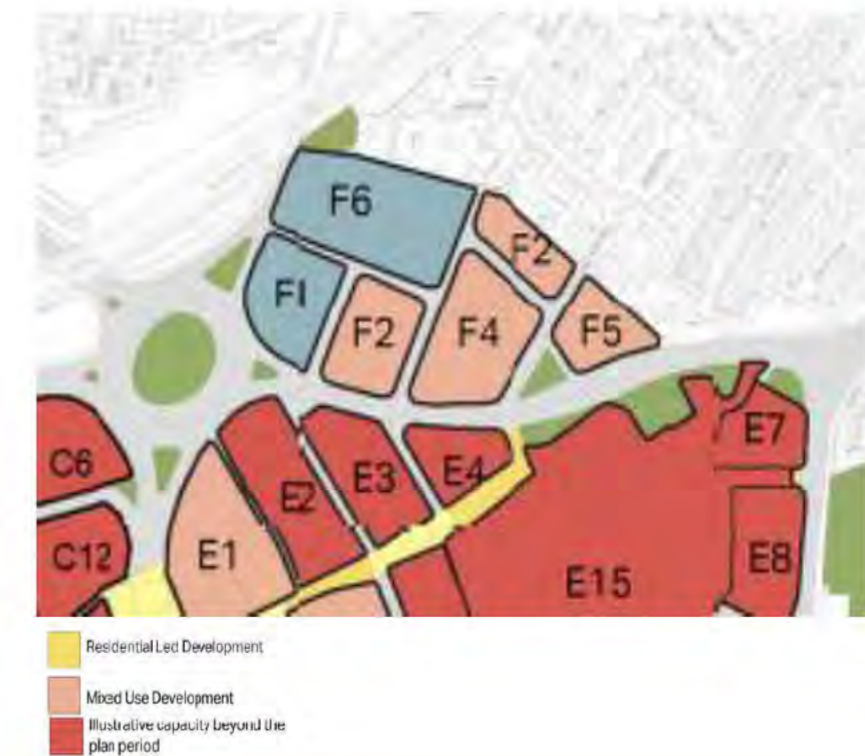 F6
F2
F1
F2
F4
F5
C6
E2
E3
E4
E7
C12
E1
E15
E8
Residential Led Development
Mixed Use Development
Illustrative capacity beyond the
plan period